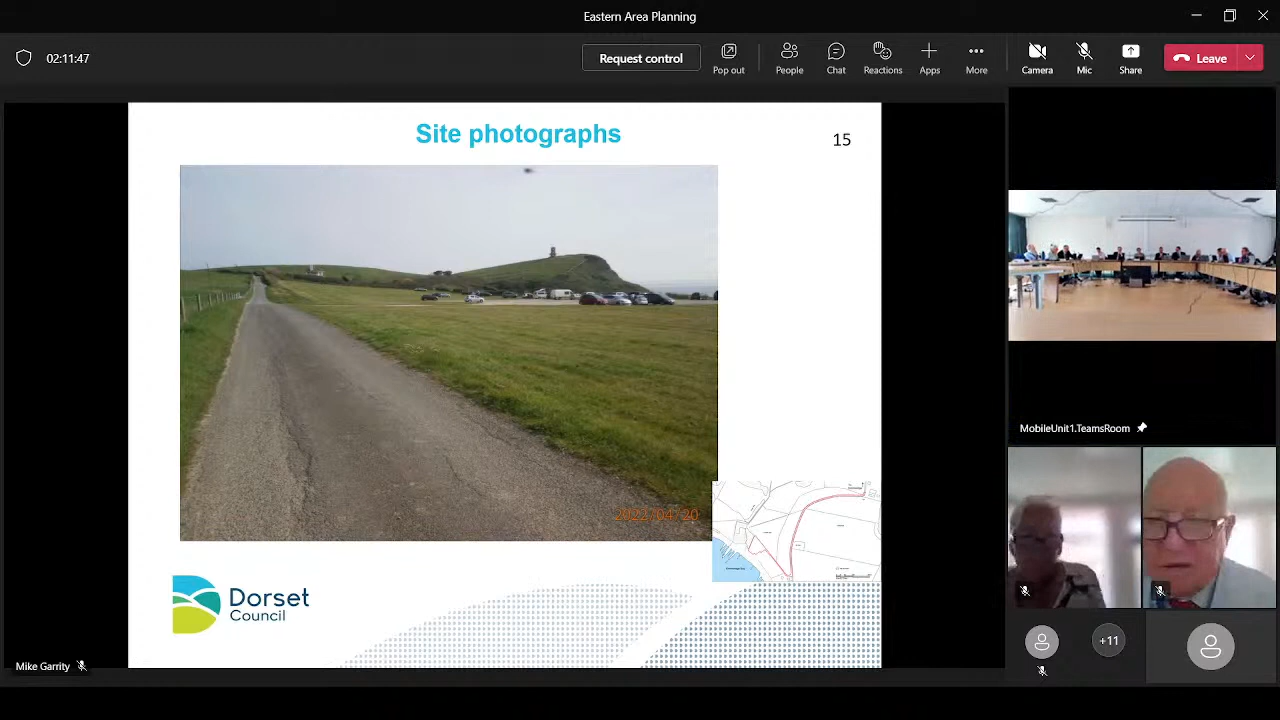 Eastern Area Planning
02:11:47
Request control
Pop out
People
Chat
Reactions
Apps
More
Camera
Mic
Share
Leave
Site photographs
15
2022/04/20
Dorset
Council
MobileUnit1.TeamsRoom
+11
Mike Garrity